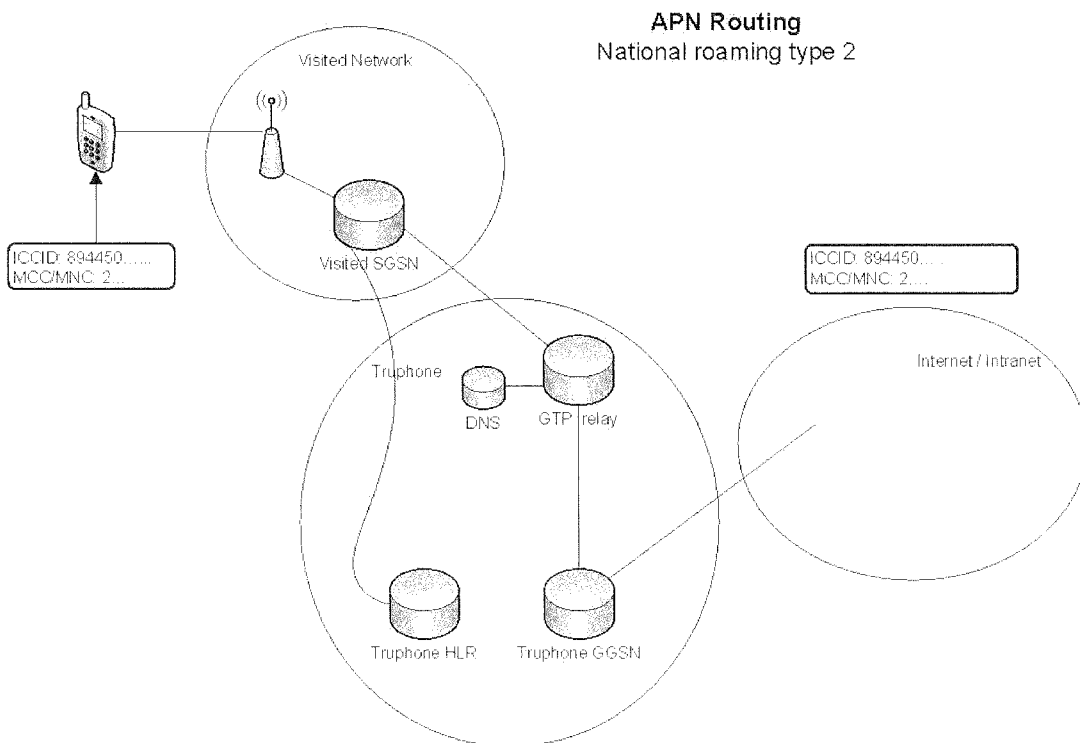 APN Routing
National roaming type 2
Visited Network
Visited SGSN
ICCID: 894450......
MCC/MNC: 2...
ICCID: 894450.....
MCC/MNC: 2....
Truphone
Internet / Intranet
DNS
GTP relay
Truphone HLR
Truphone GGSN